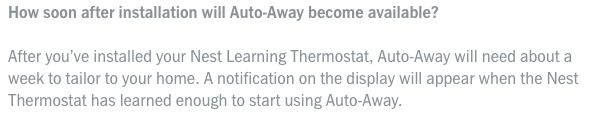 How soon after installation will Auto-Away become available?
After you've installed your Nest Learning Thermostat, Auto-Away will need about a
week to tailor to your home. A notification on the display will appear when the Nest
Thermostat has learned enough to start using Auto-Away.